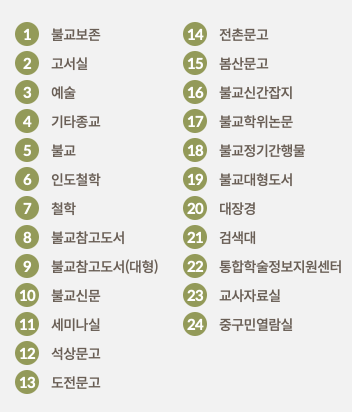 1 불교보존
2 고서실
3 예술
4 기타종교
5 불교
6 인도철학
7 철학
8 불교참고도서
9 불교참고도서(대형)
10 불교신문
11 세미나실
12 석상문고
13 도전문고
14 전촌문고
15 봄산문고
16 불교신간잡지
17 불교학위논문
18 불교정기간행물
19 불교대형도서
20 대장경
21 검색대
22 통합학술정보지원센터
23 교사자료실
24 중구민열람실